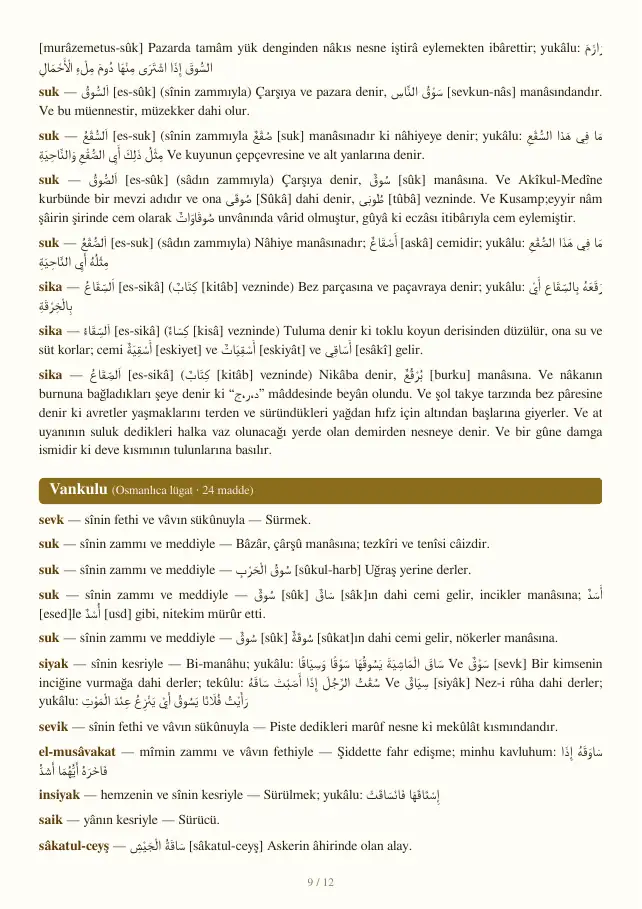 [murâzemetus-sûk] Pazarda tamâm yük denginden nâkıs nesne iştirâ eylemekten ibârettir; yukâlu: رَازَمَ
السُّوقَ إِذَا اشْتَرَى مِنْهَا دُونَ مِلْءِ الْأَحْمَالِ
suk — اَلسُّوقُ [es-sûk] (sînin zammıyla) Çarşıya ve pazara denir, سَوْقُ النَّاسِ [sevkun-nâs] manâsındandır.
Ve bu müennestir, müzekker dahi olur.
suk — اَلسُّقْعُ [es-suk] (sînin zammıyla صُقْعٌ [suk] manâsınadır ki nâhiyeye denir; yukâlu: مَا فِي هَذَا السُّقْعِ
مِثْلُ ذَلِكَ أَيِ الصُّقْعِ وَالنَّاحِيَةِ Ve kuyunun çepçevresine ve alt yanlarına denir.
suk — اَلصُّوقُ [es-sûk] (sâdın zammıyla) Çarşıya denir, سُوقٌ [sûk] manâsına. Ve Akîkul-Medîne
kurbünde bir mevzi adıdır ve ona صُوقَى [Sûkâ] dahi denir, طُوبَى [tûbâ] vezninde. Ve Kusamp;eyyir nâm
şâirin şirinde cem olarak صُوقَاوَاتٌ unvânında vârid olmuştur, gûyâ ki eczâsı itibârıyla cem eylemiştir.
suk — اَلصُّقْعُ [es-suk] (sâdın zammıyla) Nâhiye manâsınadır; أَصْقَاعٌ [askâ] cemidir; yukâlu: مَا فِي هَذَا الصُّقْعِ
مِثْلُهُ أَيِ النَّاحِيَةِ
sika — اَلسِّقَاعُ [es-sikâ] (كِتَابٌ [kitâb] vezninde) Bez parçasına ve paçavraya denir; yukâlu: رَقَعَهُ بِالسِّقَاعِ أَيْ
بِالْخِرْقَةِ
sika — اَلسِّقَاءُ [es-sikâ] (كِسَاءٌ [kisâ] vezninde) Tuluma denir ki toklu koyun derisinden düzülür, ona su ve
süt korlar; cemi أَسْقِيَةٌ [eskiyet] ve أَسْقِيَاتٌ [eskiyât] ve أَسَاقِي [esâkî] gelir.
sika — اَلصِّقَاعُ [es-sikâ] (كِتَابٌ [kitâb] vezninde) Nikâba denir, بُرْقُعٌ [burku] manâsına. Ve nâkanın
burnuna bağladıkları şeye denir ki “د،ر،ج” mâddesinde beyân olundu. Ve şol takye tarzında bez pâresine
denir ki avretler yaşmaklarını terden ve süründükleri yağdan hıfz için altından başlarına giyerler. Ve at
uyanının suluk dedikleri halka vaz olunacağı yerde olan demirden nesneye denir. Ve bir gûne damga
ismidir ki deve kısmının tulunlarına basılır.
Vankulu (Osmanlıca lügat · 24 madde)
sevk — sînin fethi ve vâvın sükûnuyla — Sürmek.
suk — sînin zammı ve meddiyle — Bâzâr, çârşû manâsına; tezkîri ve tenîsi câizdir.
suk — sînin zammı ve meddiyle — سُوقُ الْحَرْبِ [sûkul-harb] Uğraş yerine derler.
suk — sînin zammı ve meddiyle — سُوقٌ [sûk] سَاقٌ [sâk]ın dahi cemi gelir, incikler manâsına; أَسَدٌ
[esed]le أُسْدٌ [usd] gibi, nitekim mürûr etti.
suk — sînin zammı ve meddiyle — سُوقٌ [sûk] سُوقَةٌ [sûkat]ın dahi cemi gelir, nökerler manâsına.
siyak — sînin kesriyle — Bi-manâhu; yukâlu: سَاقَ الْمَاشِيَةَ يَسُوقُهَا سَوْقًا وَسِيَاقًا Ve سَوْقٌ [sevk] Bir kimsenin
inciğine vurmağa dahi derler; tekûlu: سُقْتُ الرَّجُلَ إِذَا أَصَبْتَ سَاقَهُ Ve سِيَاقٌ [siyâk] Nez-i rûha dahi derler;
yukâlu: رَأَيْتُ فُلَانًا يَسُوقُ أَيْ يَنْزِعُ عِنْدَ الْمَوْتِ
sevik — sînin fethi ve vâvın sükûnuyla — Piste dedikleri marûf nesne ki mekûlât kısmındandır.
el-musâvakat — mîmin zammı ve vâvın fethiyle — Şiddette fahr edişme; minhu kavluhum: سَاوَقَهُ إِذَا
فَاخَرَهُ أَيُّهُمَا أَشَدُّ
insiyak — hemzenin ve sînin kesriyle — Sürülmek; yukâlu: إِسْتَاقَهَا فَانْسَاقَتْ
saik — yânın kesriyle — Sürücü.
sâkatul-ceyş — سَاقَةُ الْجَيْشِ [sâkatul-ceyş] Askerin âhirinde olan alay.
9 / 12